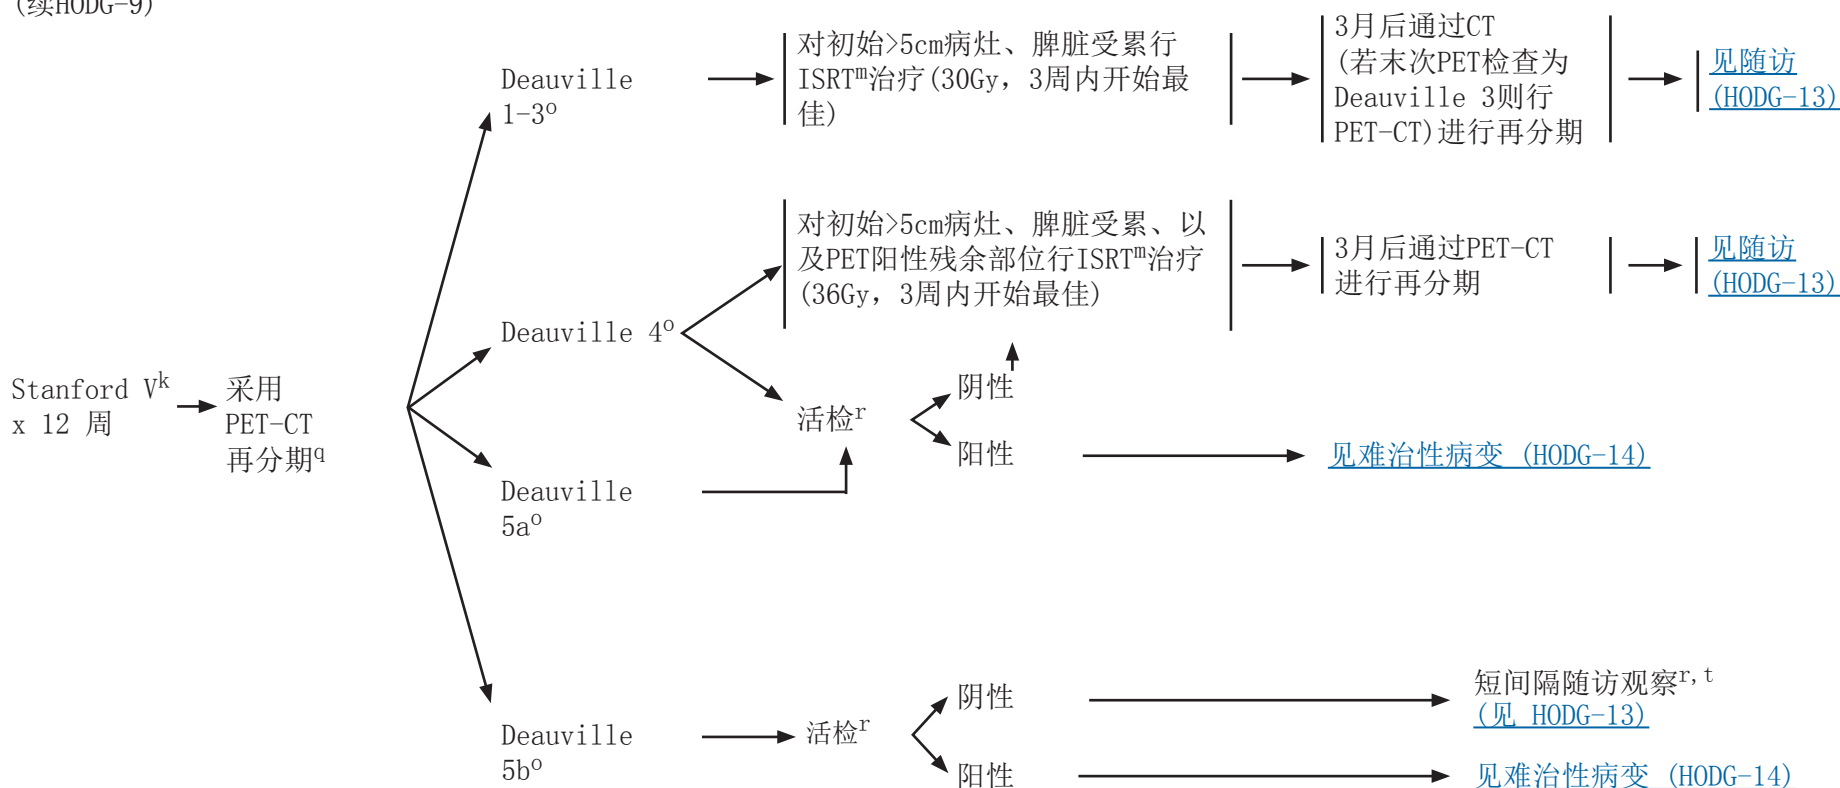 (续HODG-9)
Deauville
1-3ᵒ
对初始>5cm病灶、脾脏受累行
ISRTᵐ治疗(30Gy, 3周内开始最
佳)
3月后通过CT
(若末次PET检查为
Deauville 3则行
PET-CT)进行再分期
见随访
(HODG-13)
对初始>5cm病灶、脾脏受累、以
及PET阳性残余部位行ISRTᵐ治疗
(36Gy, 3周内开始最佳)
3月后通过PET-CT
进行再分期
见随访
(HODG-13)
Deauville 4ᵒ
Stanford Vᵏ
x 12 周
采用
PET-CT
再分期q
活检ʳ
阴性
阳性
见难治性病变 (HODG-14)
Deauville
5aᵒ
Deauville
5bᵒ
活检ʳ
阴性
短间隔随访观察ʳ,ᵗ
(见 HODG-13)
阳性
见难治性病变 (HODG-14)